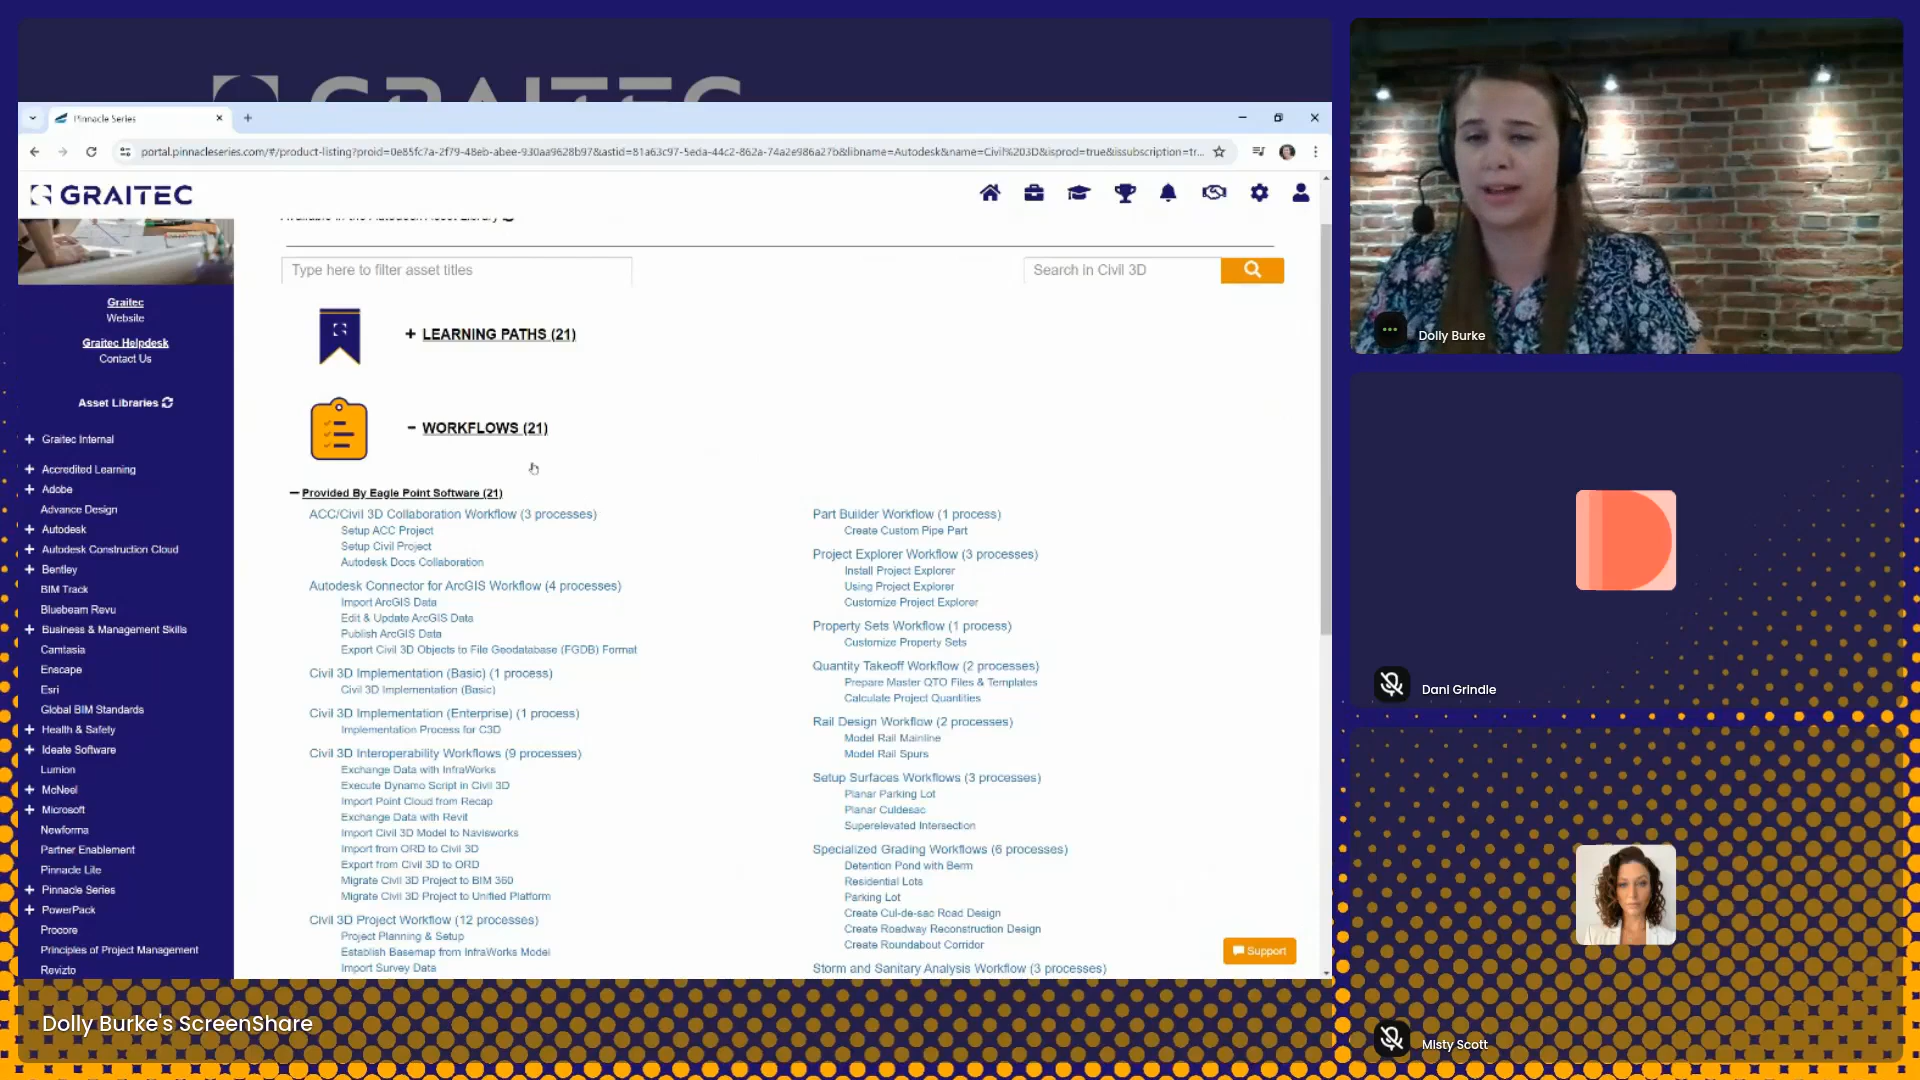 GRAITEC
Pinnacle Series
portal.pinnacleseries.com/#/product-listing?proid=0e85fc7a-2f79-48eb-abee-930aa9628b97&astid=81a63c97-5eda-44c2-862a-74a2e986a27b&libname=Autodesk&name=Civil%203D&isprod=true&issubscription=tr...
GRAITEC
Available in the Autodesk Asset Library
Type here to filter asset titles
Search in Civil 3D
Graitec
Website
Graitec Helpdesk
Contact Us
Asset Libraries
Graitec Internal
Accredited Learning
Adobe
Advance Design
Autodesk
Autodesk Construction Cloud
Bentley
BIM Track
Bluebeam Revu
Business & Management Skills
Camtasia
Enscape
Esri
Global BIM Standards
Health & Safety
Ideate Software
Lumion
McNeel
Microsoft
Newforma
Partner Enablement
Pinnacle Lite
Pinnacle Series
PowerPack
Procore
Principles of Project Management
Revizto
+ LEARNING PATHS (21)
- WORKFLOWS (21)
Provided By Eagle Point Software (21)
ACC/Civil 3D Collaboration Workflow (3 processes)
Setup ACC Project
Setup Civil Project
Autodesk Docs Collaboration
Autodesk Connector for ArcGIS Workflow (4 processes)
Import ArcGIS Data
Edit & Update ArcGIS Data
Publish ArcGIS Data
Export Civil 3D Objects to File Geodatabase (FGDB) Format
Civil 3D Implementation (Basic) (1 process)
Civil 3D Implementation (Basic)
Civil 3D Implementation (Enterprise) (1 process)
Implementation Process for C3D
Civil 3D Interoperability Workflows (9 processes)
Exchange Data with InfraWorks
Execute Dynamo Script in Civil 3D
Import Point Cloud from Recap
Exchange Data with Revit
Import Civil 3D Model to Navisworks
Import from ORD to Civil 3D
Export from Civil 3D to ORD
Migrate Civil 3D Project to BIM 360
Migrate Civil 3D Project to Unified Platform
Civil 3D Project Workflow (12 processes)
Project Planning & Setup
Establish Basemap from InfraWorks Model
Import Survey Data
Part Builder Workflow (1 process)
Create Custom Pipe Part
Project Explorer Workflow (3 processes)
Install Project Explorer
Using Project Explorer
Customize Project Explorer
Property Sets Workflow (1 process)
Customize Property Sets
Quantity Takeoff Workflow (2 processes)
Prepare Master QTO Files & Templates
Calculate Project Quantities
Rail Design Workflow (2 processes)
Model Rail Mainline
Model Rail Spurs
Setup Surfaces Workflows (3 processes)
Planar Parking Lot
Planar Culdesac
Superelevated Intersection
Specialized Grading Workflows (6 processes)
Detention Pond with Berm
Residential Lots
Parking Lot
Create Cul-de-sac Road Design
Create Roadway Reconstruction Design
Create Roundabout Corridor
Storm and Sanitary Analysis Workflow (3 processes)
Support
Dolly Burke
Dani Grindle
Misty Scott
Dolly Burke's ScreenShare